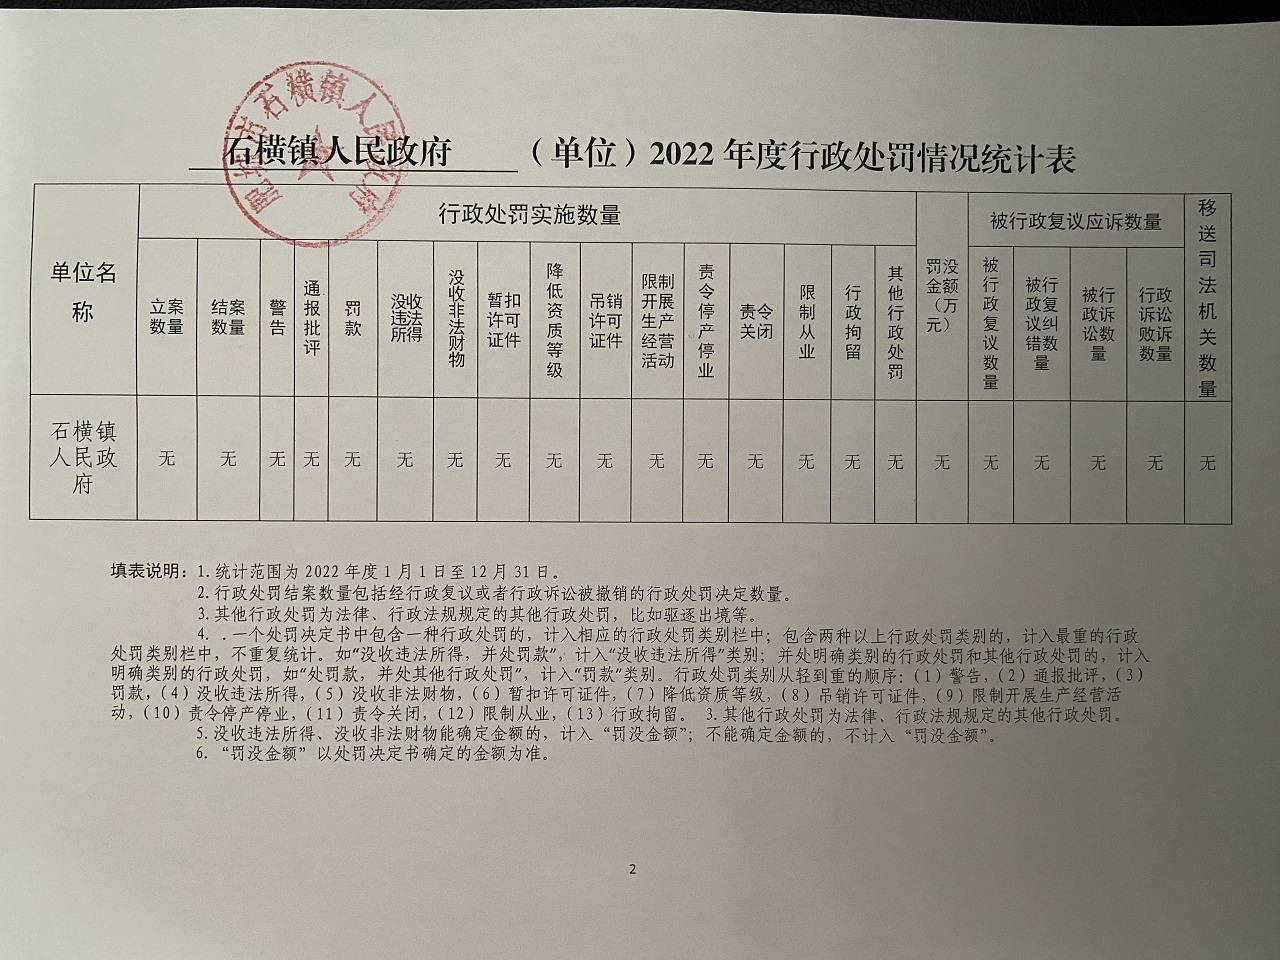 石横镇人民政府 （单位）2022 年度行政处罚情况统计表
肥城市石横镇人民政府
单位名称 行政处罚实施数量 罚没金额（万元） 被行政复议应诉数量 移送司法机关数量
立案数量 结案数量 警告 通报批评 罚款 没收违法所得 没收非法财物 暂扣许可证件 降低资质等级 吊销许可证件 限制开展生产经营活动 责令停产停业 责令关闭 限制从业 行政拘留 其他行政处罚 被行政复议数量 被行政复议纠错数量 被行政诉讼数量 行政诉讼败诉数量
石横镇人民政府 无 无 无 无 无 无 无 无 无 无 无 无 无 无 无 无 无 无 无 无 无 无
填表说明：1. 统计范围为 2022 年度 1 月 1 日至 12 月 31 日。
2. 行政处罚结案数量包括经行政复议或者行政诉讼被撤销的行政处罚决定数量。
3. 其他行政处罚为法律、行政法规规定的其他行政处罚，比如驱逐出境等。
4. . 一个处罚决定书中包含一种行政处罚的，计入相应的行政处罚类别栏中；包含两种以上行政处罚类别的，计入最重的行政
处罚类别栏中，不重复统计。如“没收违法所得，并处罚款”，计入“没收违法所得”类别；并处明确类别的行政处罚和其他行政处罚的，计入
明确类别的行政处罚，如“处罚款，并处其他行政处罚”，计入“罚款”类别。行政处罚类别从轻到重的顺序：（1）警告，（2）通报批评，（3）
罚款，（4）没收违法所得，（5）没收非法财物，（6）暂扣许可证件，（7）降低资质等级，（8）吊销许可证件，（9）限制开展生产经营活
动，（10）责令停产停业，（11）责令关闭，（12）限制从业，（13）行政拘留。 3. 其他行政处罚为法律、行政法规规定的其他行政处罚。
5. 没收违法所得、没收非法财物能确定金额的，计入“罚没金额”；不能确定金额的，不计入“罚没金额”。
6. “罚没金额”以处罚决定书确定的金额为准。
2